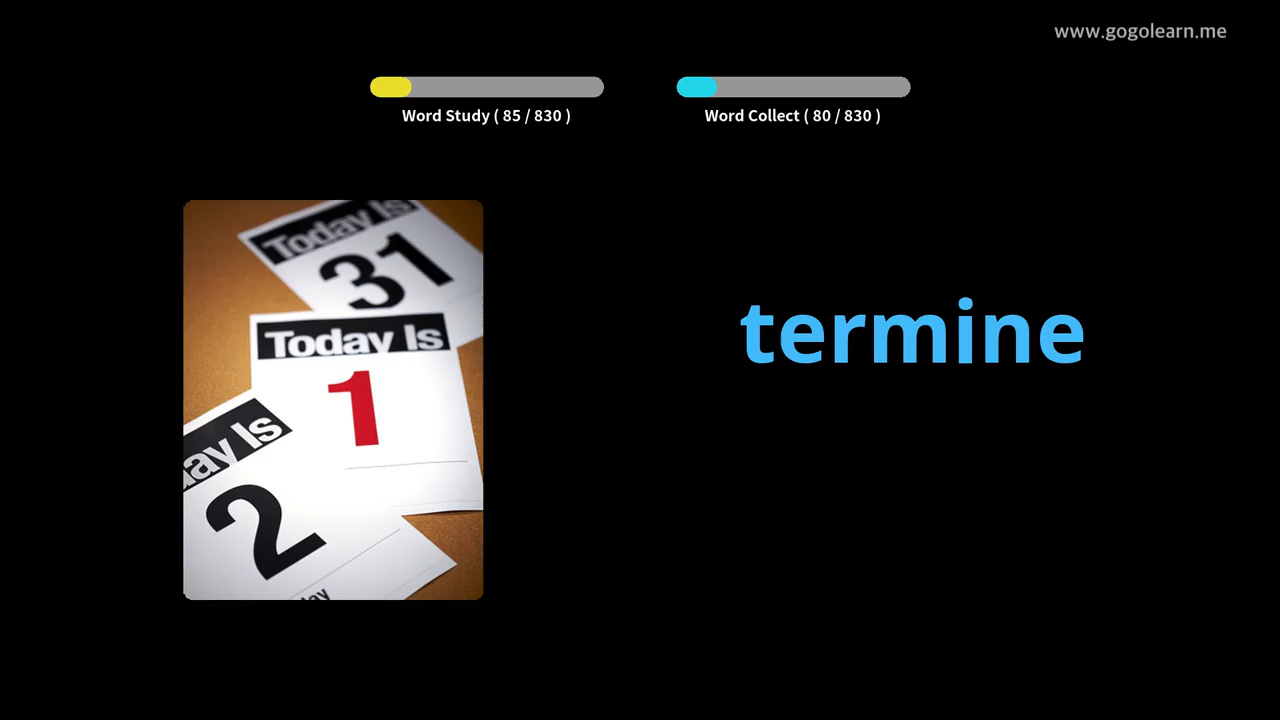 www.gogolearn.me
Word Study ( 85 / 830 )
Word Collect ( 80 / 830 )
Today Is
31
Today Is
1
ay Is
2
termine